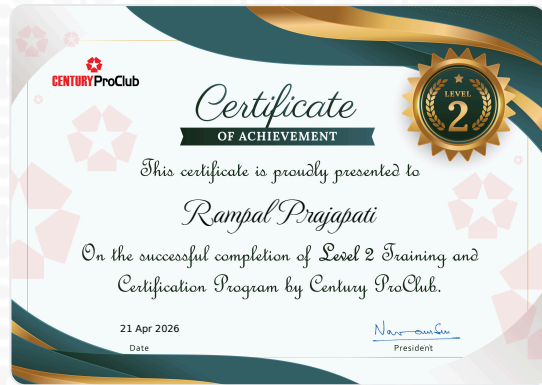 CENTURY ProClub
LEVEL
2
Certificate
OF ACHIEVEMENT
This certificate is proudly presented to
Rampal Prajapati
On the successful completion of Level 2 Training and
Certification Program by Century ProClub.
21 Apr 2026
Date
President